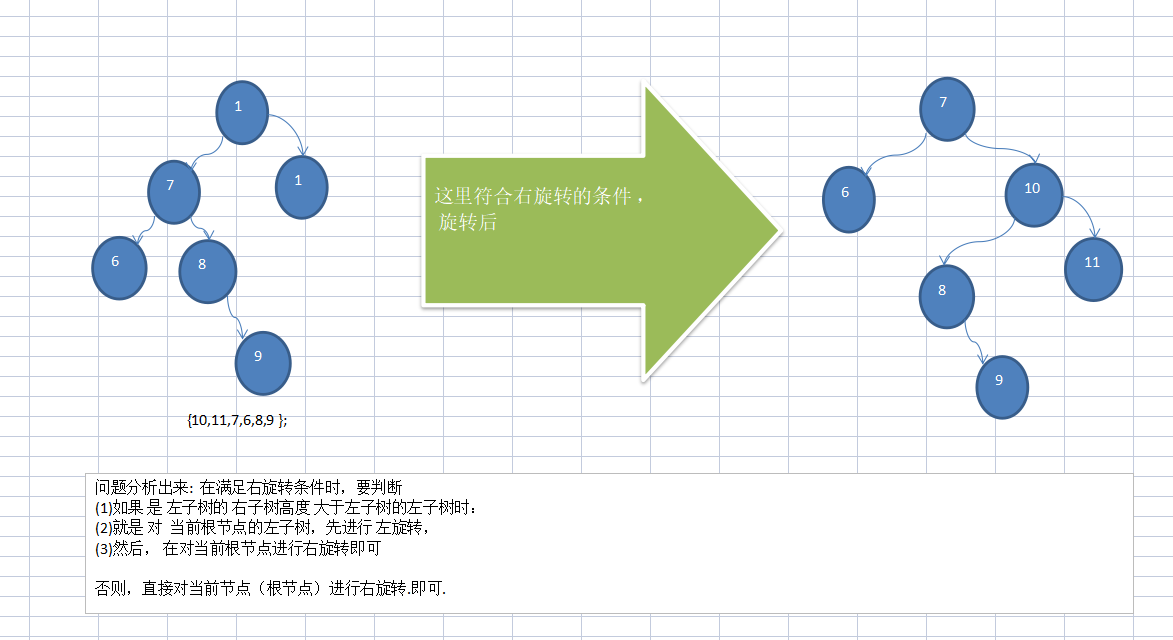 1
7
1
6
8
9
{10,11,7,6,8,9 };
这里符合右旋转的条件，
旋转后
7
6
10
11
8
9
问题分析出来: 在满足右旋转条件时，要判断
(1)如果 是 左子树的 右子树高度 大于左子树的左子树时：
(2)就是 对 当前根节点的左子树，先进行 左旋转，
(3)然后， 在对当前根节点进行右旋转即可
否则，直接对当前节点（根节点）进行右旋转.即可.